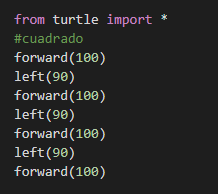 from turtle import *
#cuadrado
forward(100)
left(90)
forward(100)
left(90)
forward(100)
left(90)
forward(100)